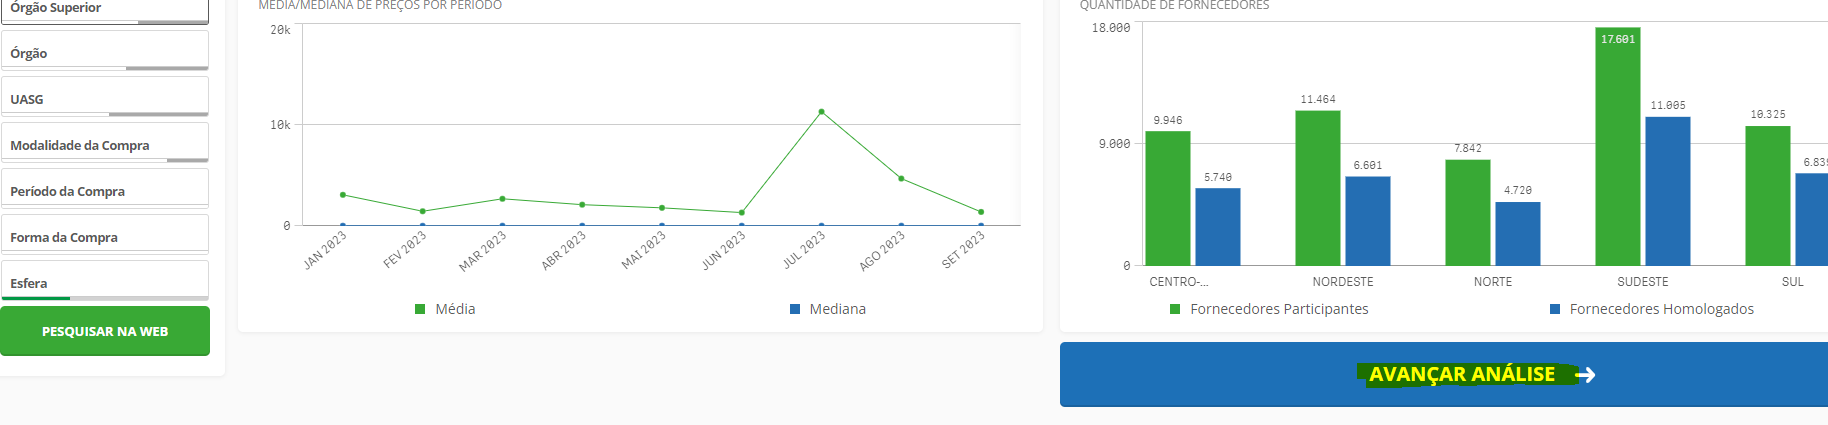 Órgão Superior
Órgão
UASG
Modalidade da Compra
Período da Compra
Forma da Compra
Esfera
PESQUISAR NA WEB
MÉDIA/MEDIANA DE PREÇOS POR PERÍODO
20k
10k
0
JAN 2023
FEV 2023
MAR 2023
ABR 2023
MAI 2023
JUN 2023
JUL 2023
AGO 2023
SET 2023
Média
Mediana
QUANTIDADE DE FORNECEDORES
18.000
9.000
0
9.946
5.740
11.464
6.601
7.842
4.720
17.601
11.005
10.325
6.839
CENTRO-...
NORDESTE
NORTE
SUDESTE
SUL
Fornecedores Participantes
Fornecedores Homologados
AVANÇAR ANÁLISE